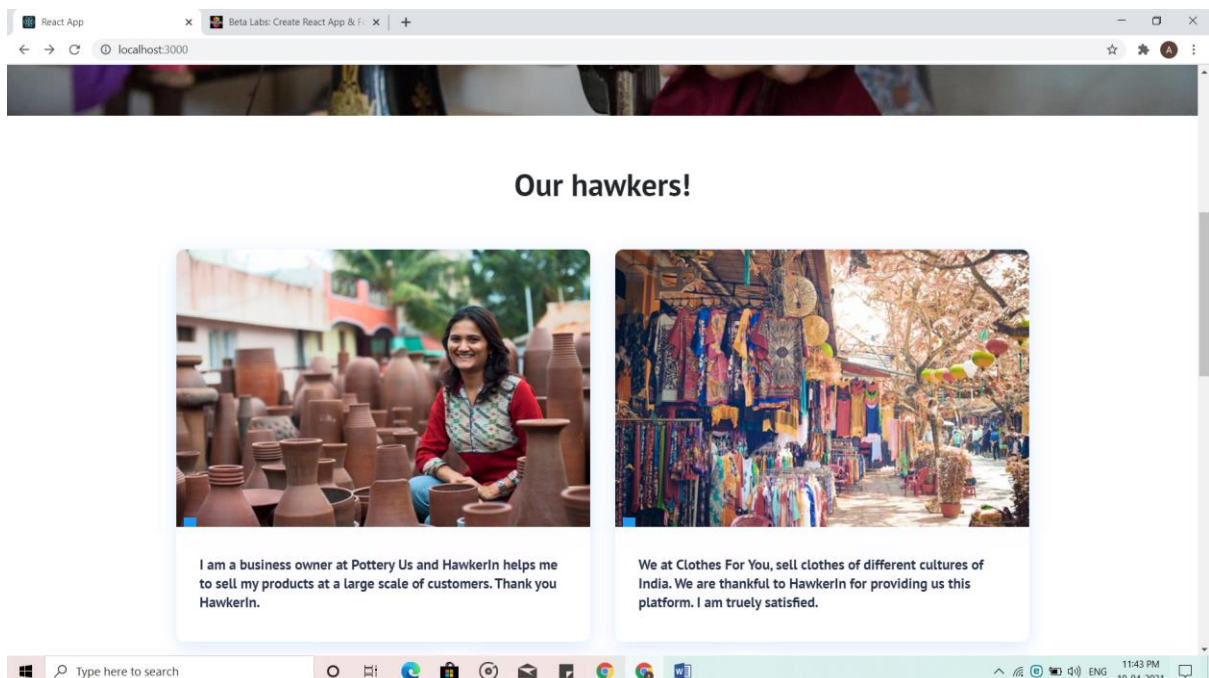 React App
Beta Labs: Create React App & F
localhost:3000
A
Our hawkers!
I am a business owner at Pottery Us and HawkerIn helps me
to sell my products at a large scale of customers. Thank you
HawkerIn.
We at Clothes For You, sell clothes of different cultures of
India. We are thankful to HawkerIn for providing us this
platform. I am truely satisfied.
Type here to search
ENG
11:43 PM